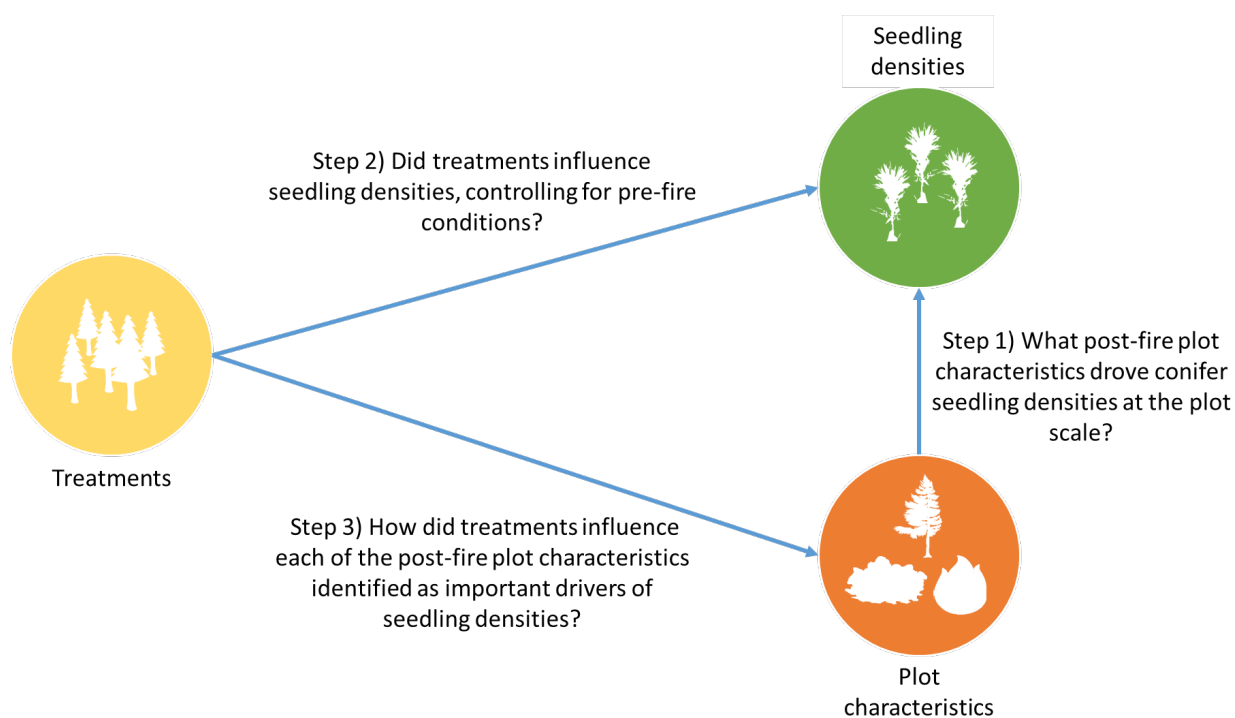 Seedling
densities
Step 2) Did treatments influence
seedling densities, controlling for pre-fire
conditions?
Step 1) What post-fire plot
characteristics drove conifer
seedling densities at the plot
scale?
Treatments
Step 3) How did treatments influence
each of the post-fire plot characteristics
identified as important drivers of
seedling densities?
Plot
characteristics